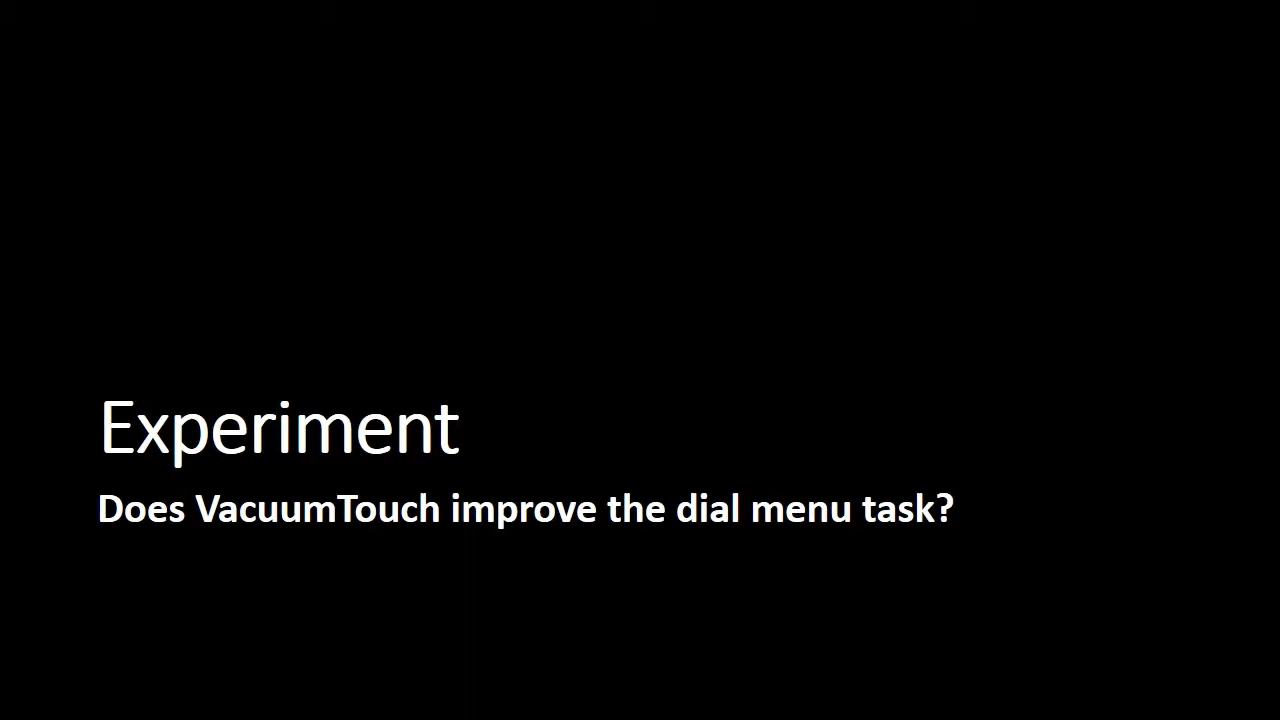 Experiment
Does VacuumTouch improve the dial menu task?